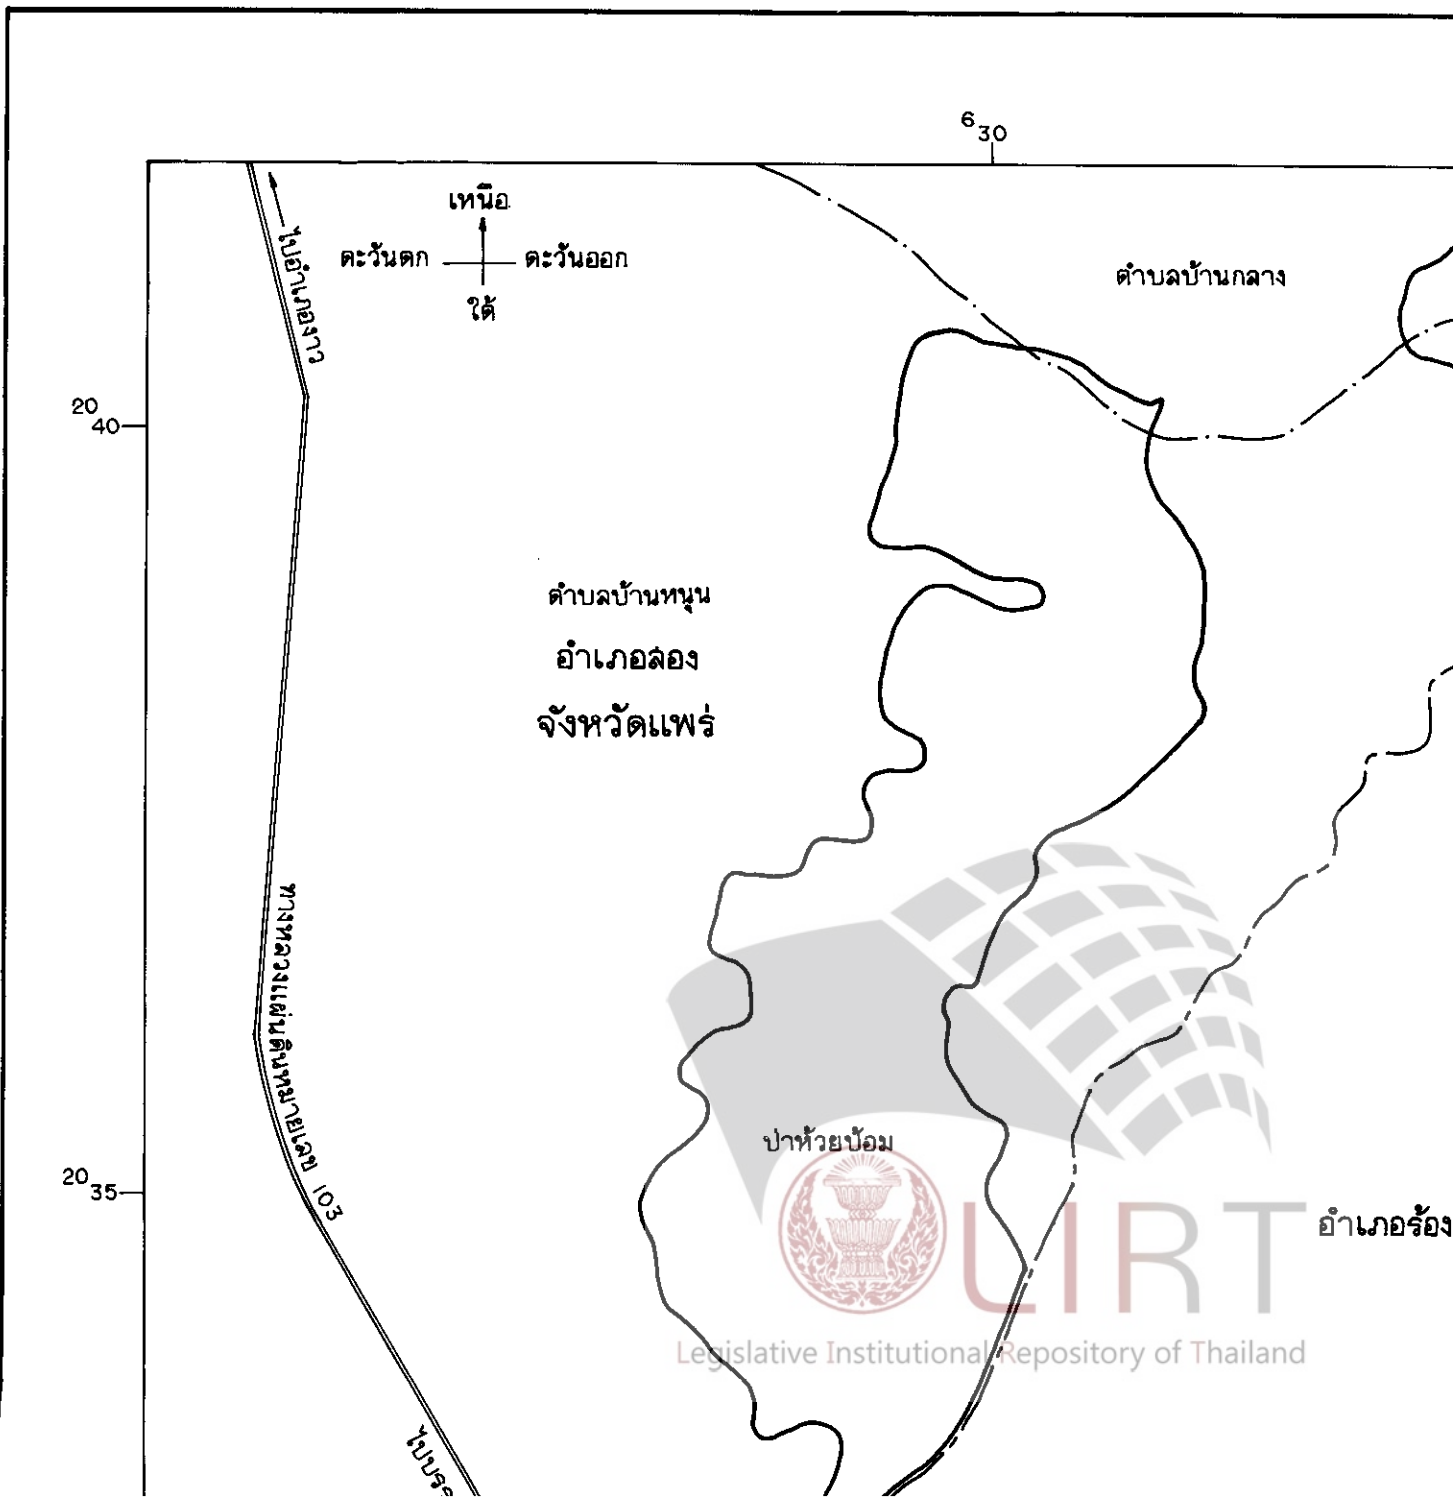 6 30
เหนือ
ตะวันตก ตะวันออก
ใต้
ไปอำเภองาว
ตำบลบ้านกลาง
20 40
ตำบลบ้านหนุน
อำเภอสอง
จังหวัดแพร่
ทางหลวงแผ่นดินหมายเลข 103
ป่าห้วยป้อม
20 35
อำเภอร้อง
LIRT
Legislative Institutional Repository of Thailand